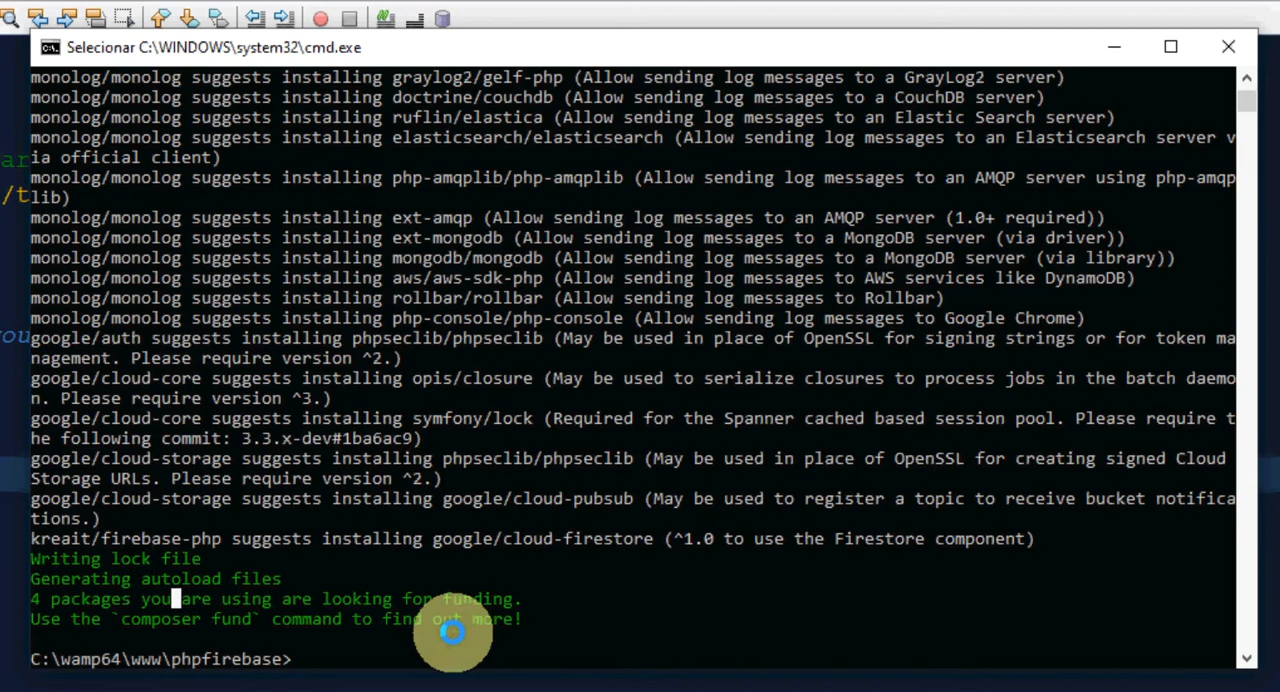 Selecionar C:\WINDOWS\system32\cmd.exe
monolog/monolog suggests installing graylog2/gelf-php (Allow sending log messages to a GrayLog2 server)
monolog/monolog suggests installing doctrine/couchdb (Allow sending log messages to a CouchDB server)
monolog/monolog suggests installing ruflin/elastica (Allow sending log messages to an Elastic Search server)
monolog/monolog suggests installing elasticsearch/elasticsearch (Allow sending log messages to an Elasticsearch server v
ia official client)
monolog/monolog suggests installing php-amqplib/php-amqplib (Allow sending log messages to an AMQP server using php-amqp
lib)
monolog/monolog suggests installing ext-amqp (Allow sending log messages to an AMQP server (1.0+ required))
monolog/monolog suggests installing ext-mongodb (Allow sending log messages to a MongoDB server (via driver))
monolog/monolog suggests installing mongodb/mongodb (Allow sending log messages to a MongoDB server (via library))
monolog/monolog suggests installing aws/aws-sdk-php (Allow sending log messages to AWS services like DynamoDB)
monolog/monolog suggests installing rollbar/rollbar (Allow sending log messages to Rollbar)
monolog/monolog suggests installing php-console/php-console (Allow sending log messages to Google Chrome)
google/auth suggests installing phpseclib/phpseclib (May be used in place of OpenSSL for signing strings or for token ma
nagement. Please require version ^2.)
google/cloud-core suggests installing opis/closure (May be used to serialize closures to process jobs in the batch daemo
n. Please require version ^3.)
google/cloud-core suggests installing symfony/lock (Required for the Spanner cached based session pool. Please require t
he following commit: 3.3.x-dev#1ba6ac9)
google/cloud-storage suggests installing phpseclib/phpseclib (May be used in place of OpenSSL for creating signed Cloud
Storage URLs. Please require version ^2.)
google/cloud-storage suggests installing google/cloud-pubsub (May be used to register a topic to receive bucket notifica
tions.)
kreait/firebase-php suggests installing google/cloud-firestore (^1.0 to use the Firestore component)
Writing lock file
Generating autoload files
4 packages you are using are looking for funding.
Use the `composer fund` command to find out more!
C:\wamp64\www\phpfirebase>